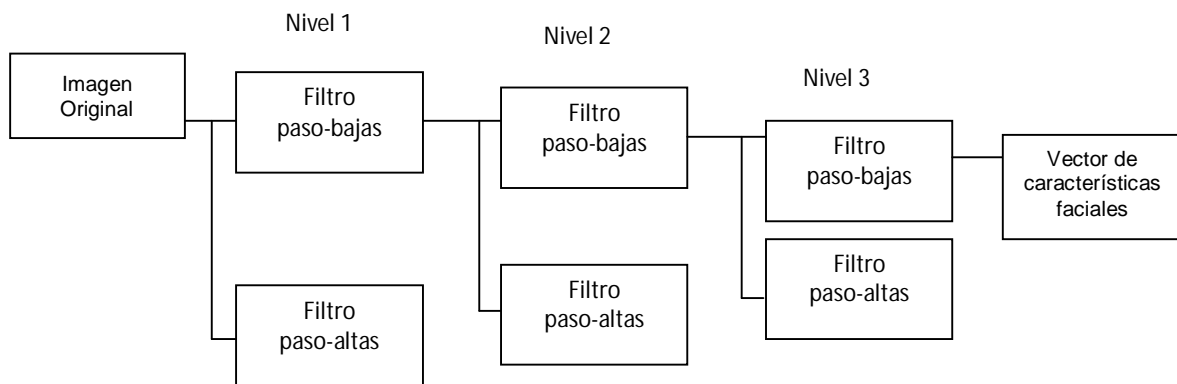 Nivel 1
Nivel 2
Nivel 3
Imagen
Original
Filtro
paso-bajas
Filtro
paso-bajas
Filtro
paso-bajas
Vector de
características
faciales
Filtro
paso-altas
Filtro
paso-altas
Filtro
paso-altas